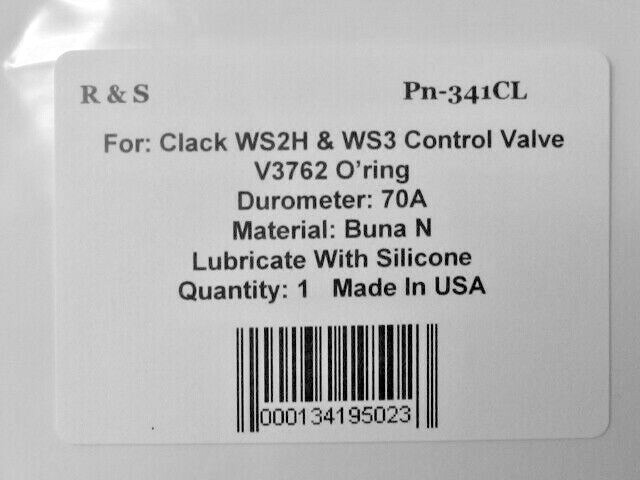 R & S Pn-341CL
For: Clack WS2H & WS3 Control Valve
V3762 O’ring
Durometer: 70A
Material: Buna N
Lubricate With Silicone
Quantity: 1 Made In USA
000134195023